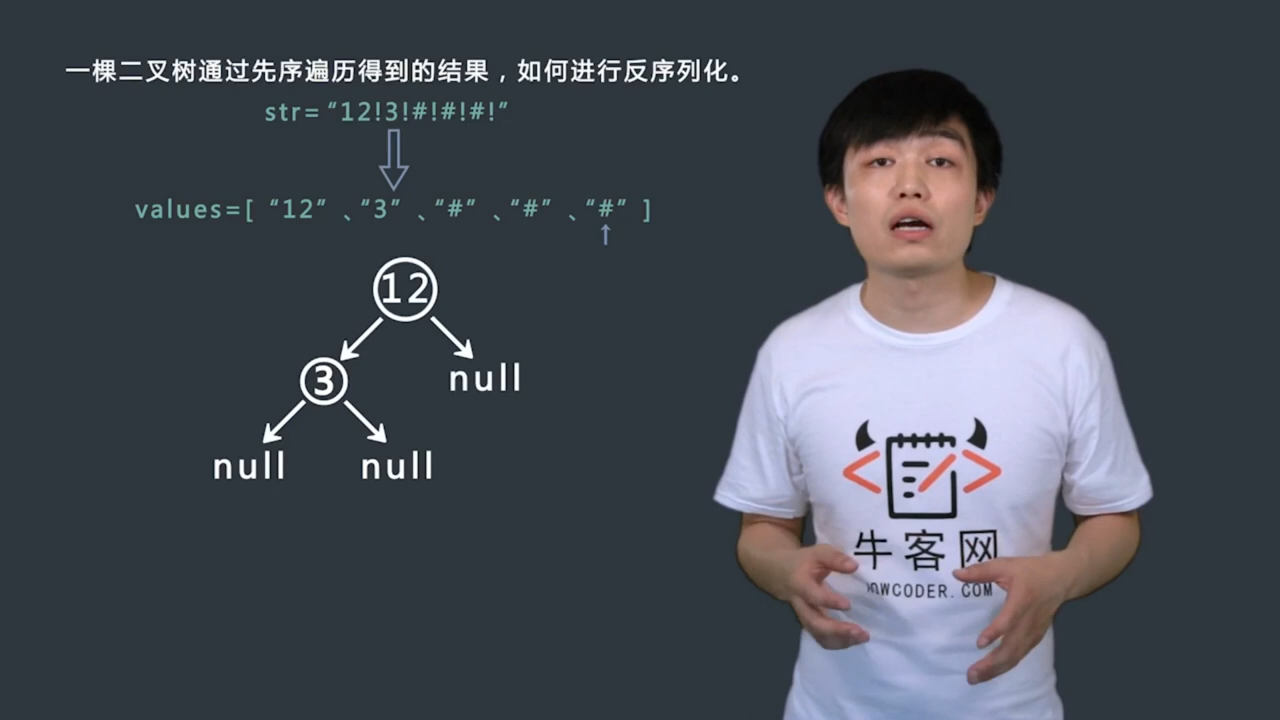 一棵二叉树通过先序遍历得到的结果，如何进行反序列化。
str=“12!3!#!#!#!”
values=[ “12” 、“3” 、“#” 、“#” 、“#” ]
12
3
null
null
null
牛客网
NOWCODER.COM